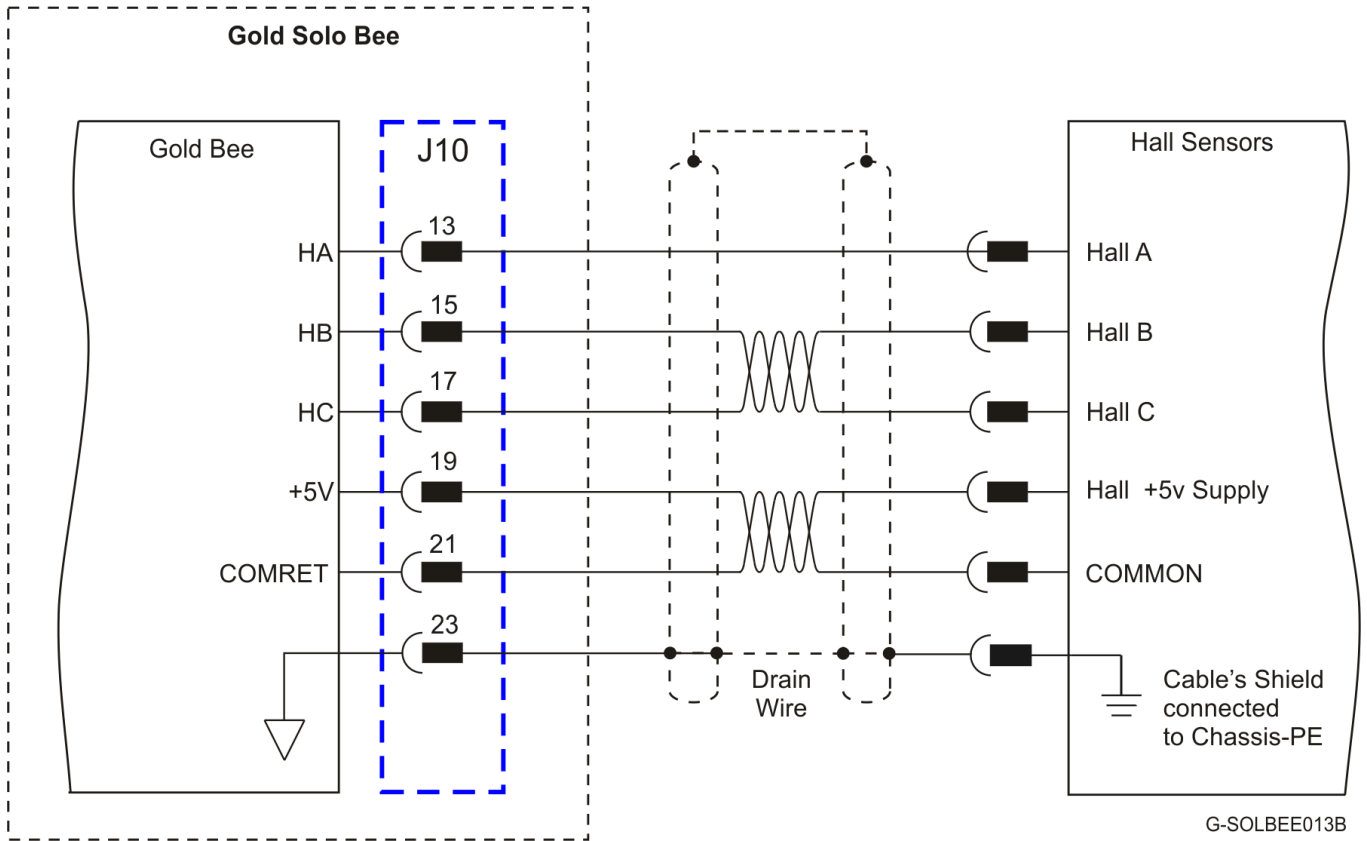 Gold Solo Bee
Gold Bee
J10
Hall Sensors
13
HA
Hall A
15
HB
Hall B
17
HC
Hall C
19
+5V
Hall +5v Supply
21
COMRET
COMMON
23
Drain
Wire
Cable's Shield
connected
to Chassis-PE
G-SOLBEE013B